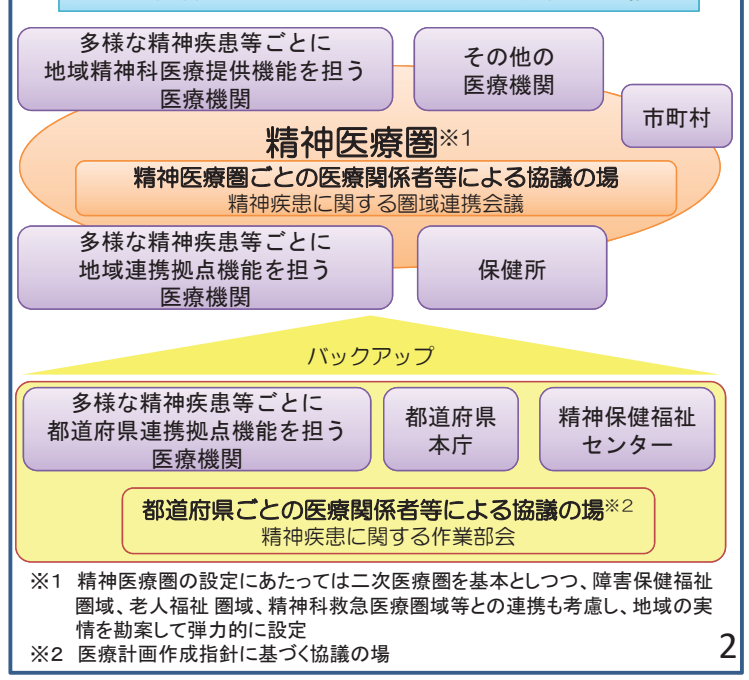 多様な精神疾患等ごとに
地域精神科医療提供機能を担う
医療機関
その他の
医療機関
市町村
精神医療圏※1
精神医療圏ごとの医療関係者等による協議の場
精神疾患に関する圏域連携会議
多様な精神疾患等ごとに
地域連携拠点機能を担う
医療機関
保健所
バックアップ
多様な精神疾患等ごとに
都道府県連携拠点機能を担う
医療機関
都道府県
本庁
精神保健福祉
センター
都道府県ごとの医療関係者等による協議の場※2
精神疾患に関する作業部会
※1 精神医療圏の設定にあたっては二次医療圏を基本としつつ、障害保健福祉
圏域、老人福祉 圏域、精神科救急医療圏域等との連携も考慮し、地域の実
情を勘案して弾力的に設定
※2 医療計画作成指針に基づく協議の場
2